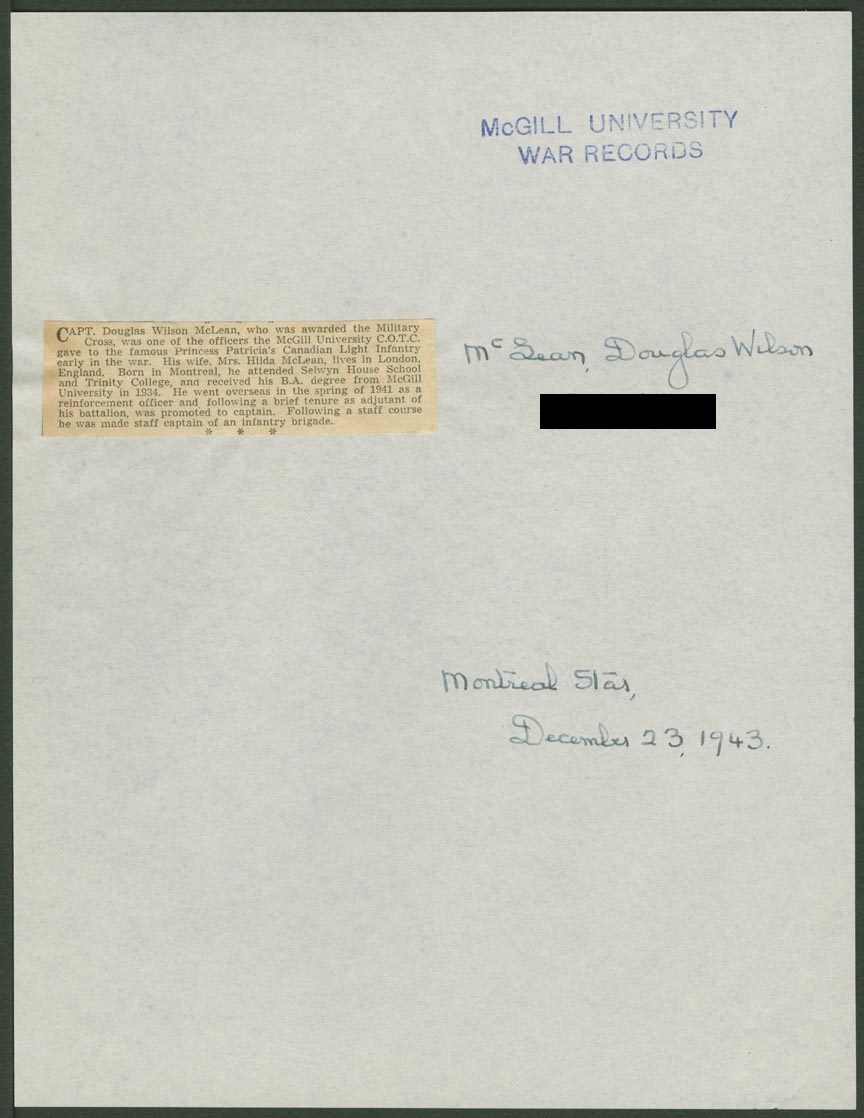 McGILL UNIVERSITY
WAR RECORDS
CAPT. Douglas Wilson McLean, who was awarded the Military
Cross, was one of the officers the McGill University C.O.T.C.
gave to the famous Princess Patricia's Canadian Light Infantry
early in the war. His wife, Mrs. Hilda McLean, lives in London,
England. Born in Montreal, he attended Selwyn House School
and Trinity College, and received his B.A. degree from McGill
University in 1934. He went overseas in the spring of 1941 as a
reinforcement officer and following a brief tenure as adjutant of
his battalion, was promoted to captain. Following a staff course
he was made staff captain of an infantry brigade.
* * *
Mc Lean, Douglas Wilson
Montreal Star,
December 23, 1943.